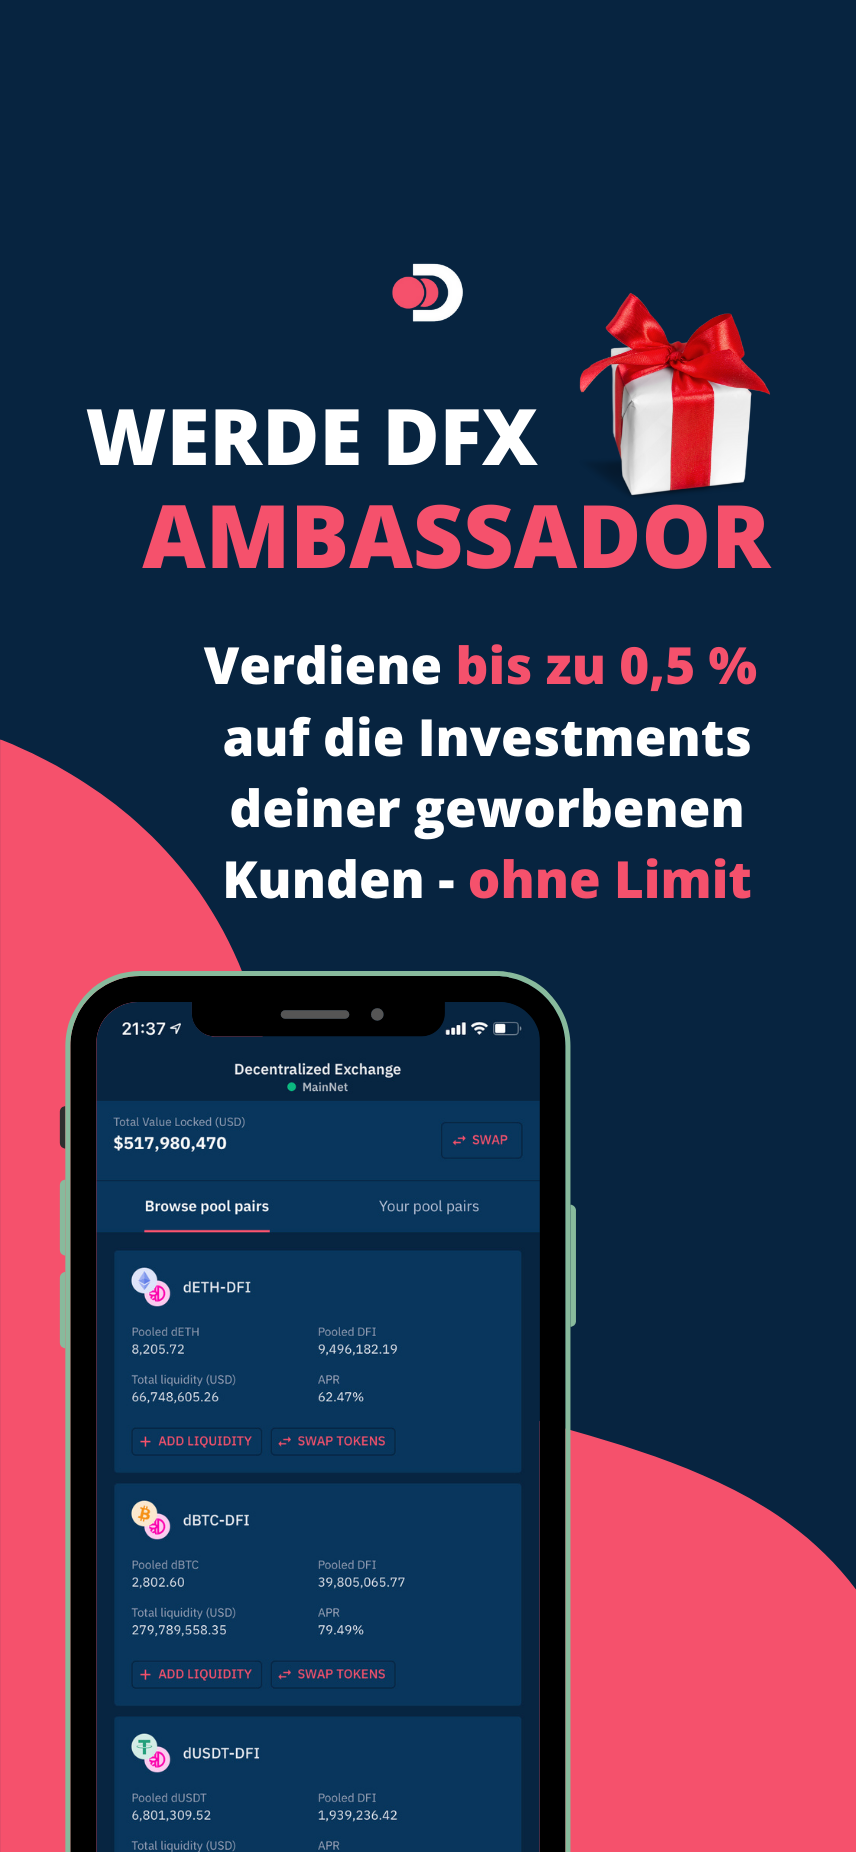 WERDE DFX
AMBASSADOR
Verdiene bis zu 0,5 %
auf die Investments
deiner geworbenen
Kunden - ohne Limit
21:37
Decentralized Exchange
MainNet
Total Value Locked (USD)
$517,980,470
SWAP
Browse pool pairs Your pool pairs
dETH-DFI
Pooled dETH Pooled DFI
8,205.72 9,496,182.19
Total liquidity (USD) APR
66,748,605.26 62.47%
+ ADD LIQUIDITY SWAP TOKENS
dBTC-DFI
Pooled dBTC Pooled DFI
2,802.60 39,805,065.77
Total liquidity (USD) APR
279,789,558.35 79.49%
+ ADD LIQUIDITY SWAP TOKENS
dUSDT-DFI
Pooled dUSDT Pooled DFI
6,801,309.52 1,939,236.42
Total liquidity (USD) APR